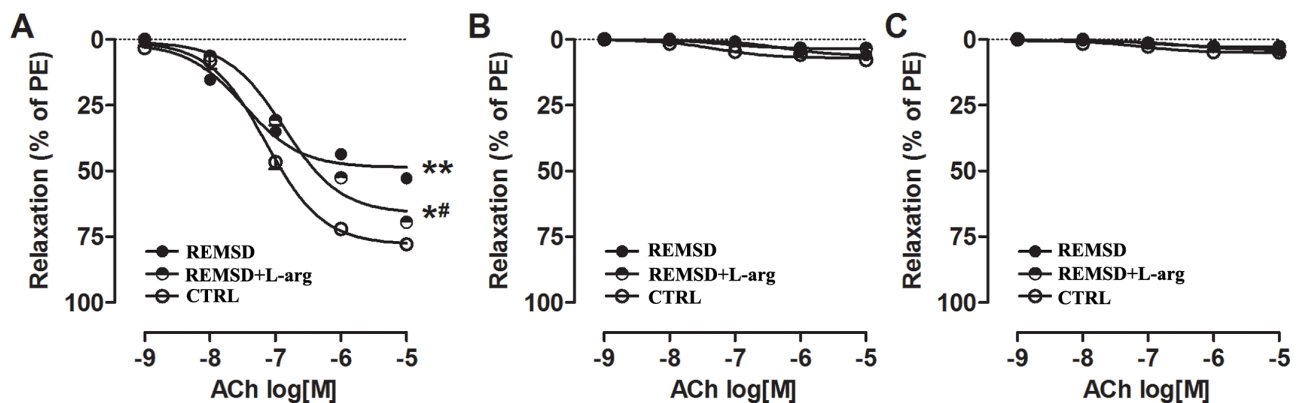 A
Relaxation (% of PE)
0
25
50
75
100
**
*#
REMSD
REMSD+L-arg
CTRL
-9 -8 -7 -6 -5
ACh log[M]
B
Relaxation (% of PE)
0
25
50
75
100
REMSD
REMSD+L-arg
CTRL
-9 -8 -7 -6 -5
ACh log[M]
C
Relaxation (% of PE)
0
25
50
75
100
REMSD
REMSD+L-arg
CTRL
-9 -8 -7 -6 -5
ACh log[M]